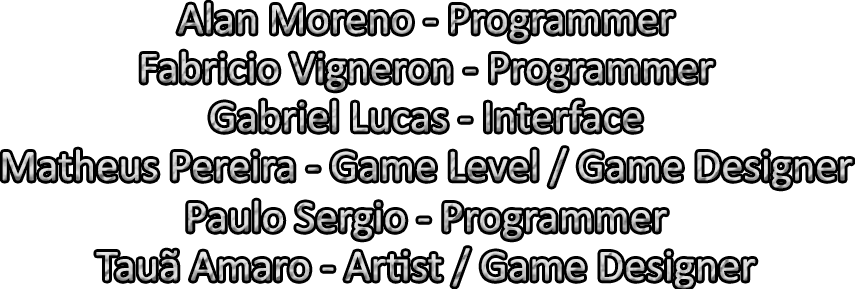 Alan Moreno - Programmer
Fabricio Vigneron - Programmer
Gabriel Lucas - Interface
Matheus Pereira - Game Level / Game Designer
Paulo Sergio - Programmer
Tauã Amaro - Artist / Game Designer